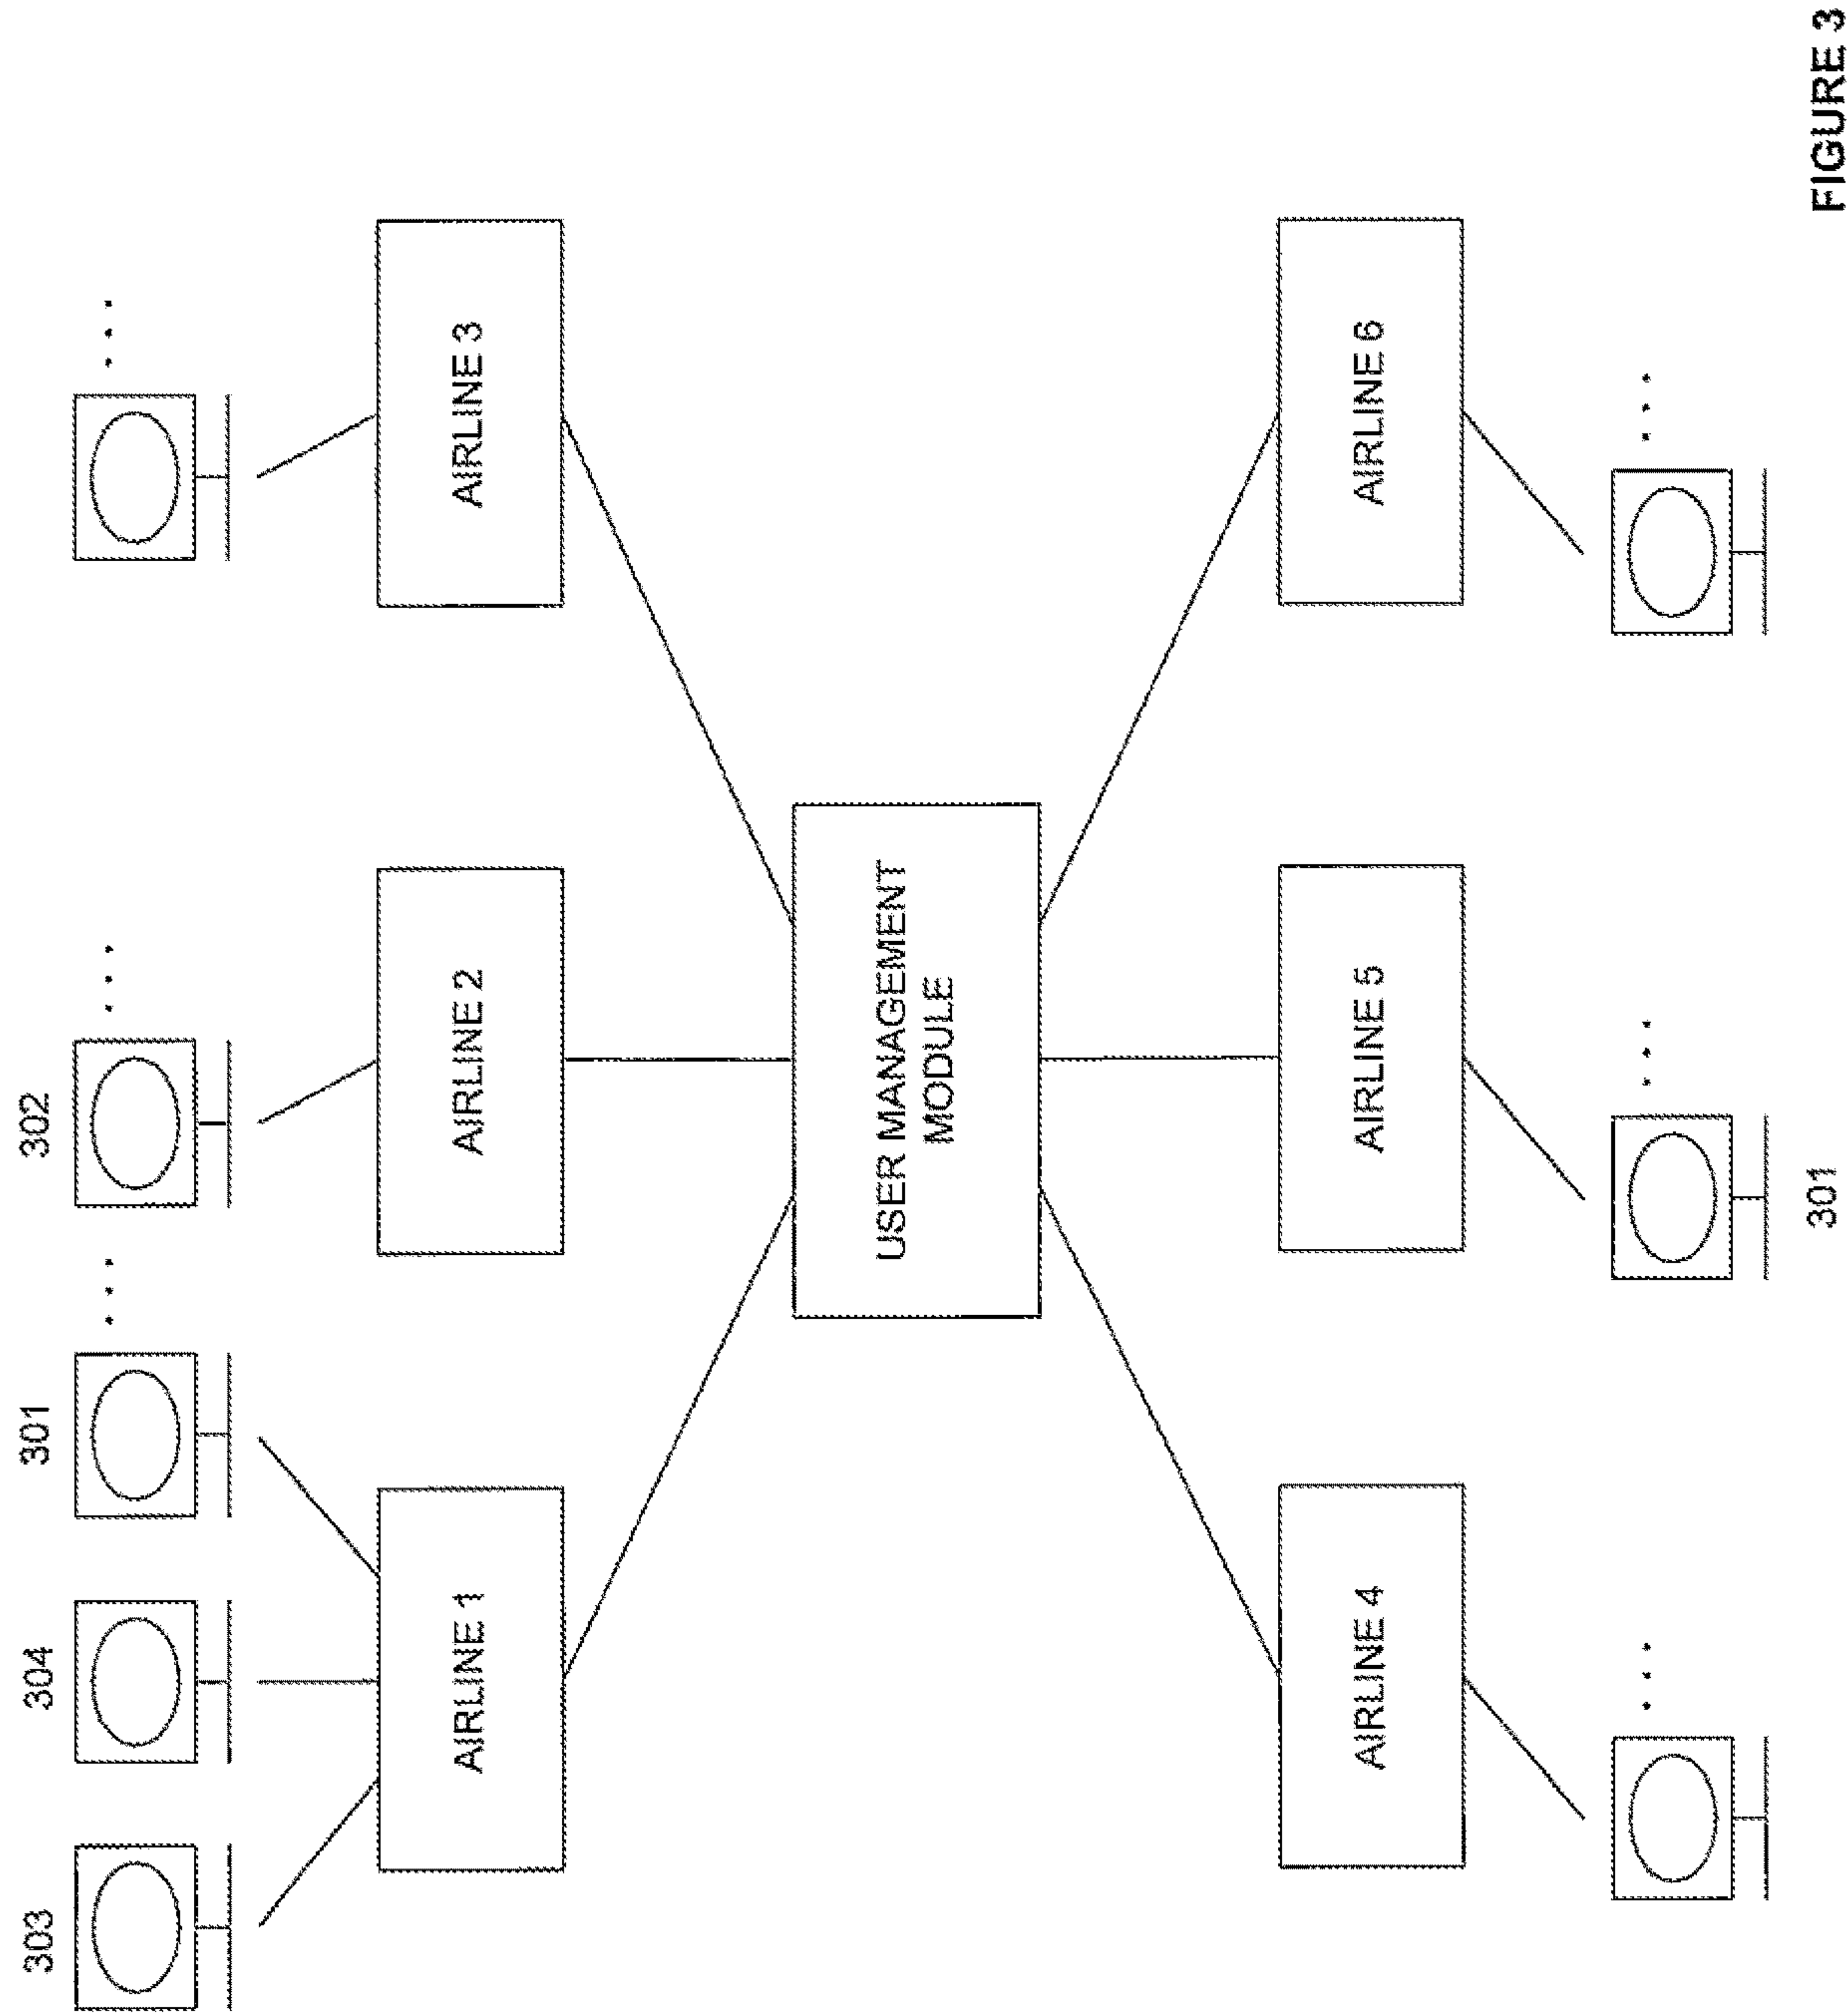 303
304
301
302
AIRLINE 1
AIRLINE 2
AIRLINE 3
USER MANAGEMENT
MODULE
AIRLINE 4
AIRLINE 5
AIRLINE 6
301
FIGURE 3